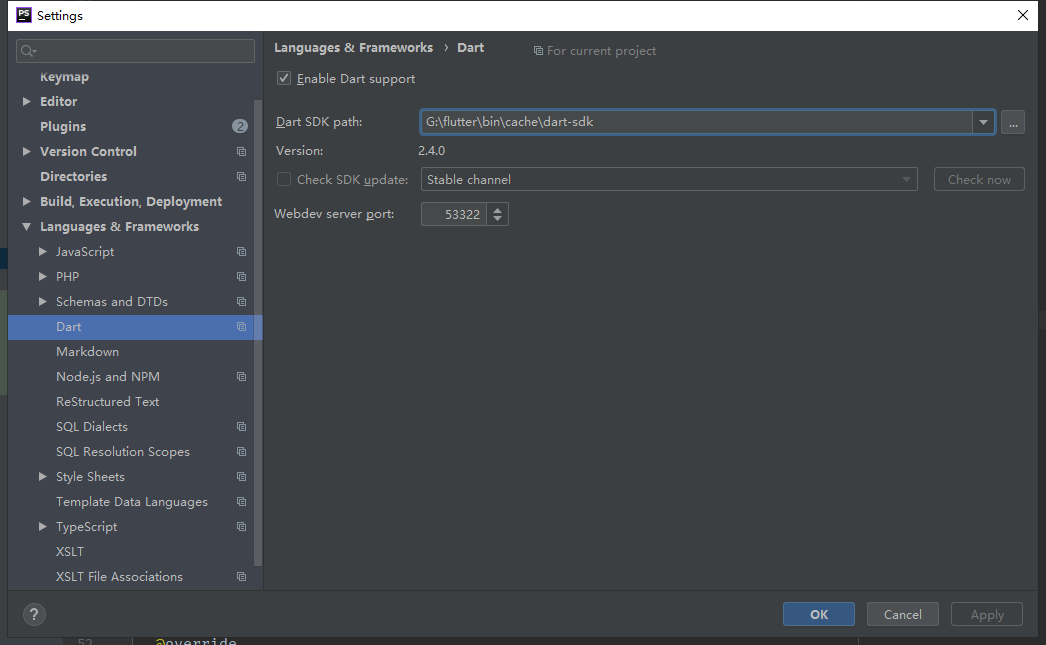 PS Settings
Languages & Frameworks › Dart For current project
Keymap
Editor
Plugins 2
Version Control
Directories
Build, Execution, Deployment
Languages & Frameworks
JavaScript
PHP
Schemas and DTDs
Dart
Markdown
Node.js and NPM
ReStructured Text
SQL Dialects
SQL Resolution Scopes
Style Sheets
Template Data Languages
TypeScript
XSLT
XSLT File Associations
Enable Dart support
Dart SDK path: G:\flutter\bin\cache\dart-sdk ...
Version: 2.4.0
Check SDK update: Stable channel Check now
Webdev server port: 53322
? OK Cancel Apply
52 @override